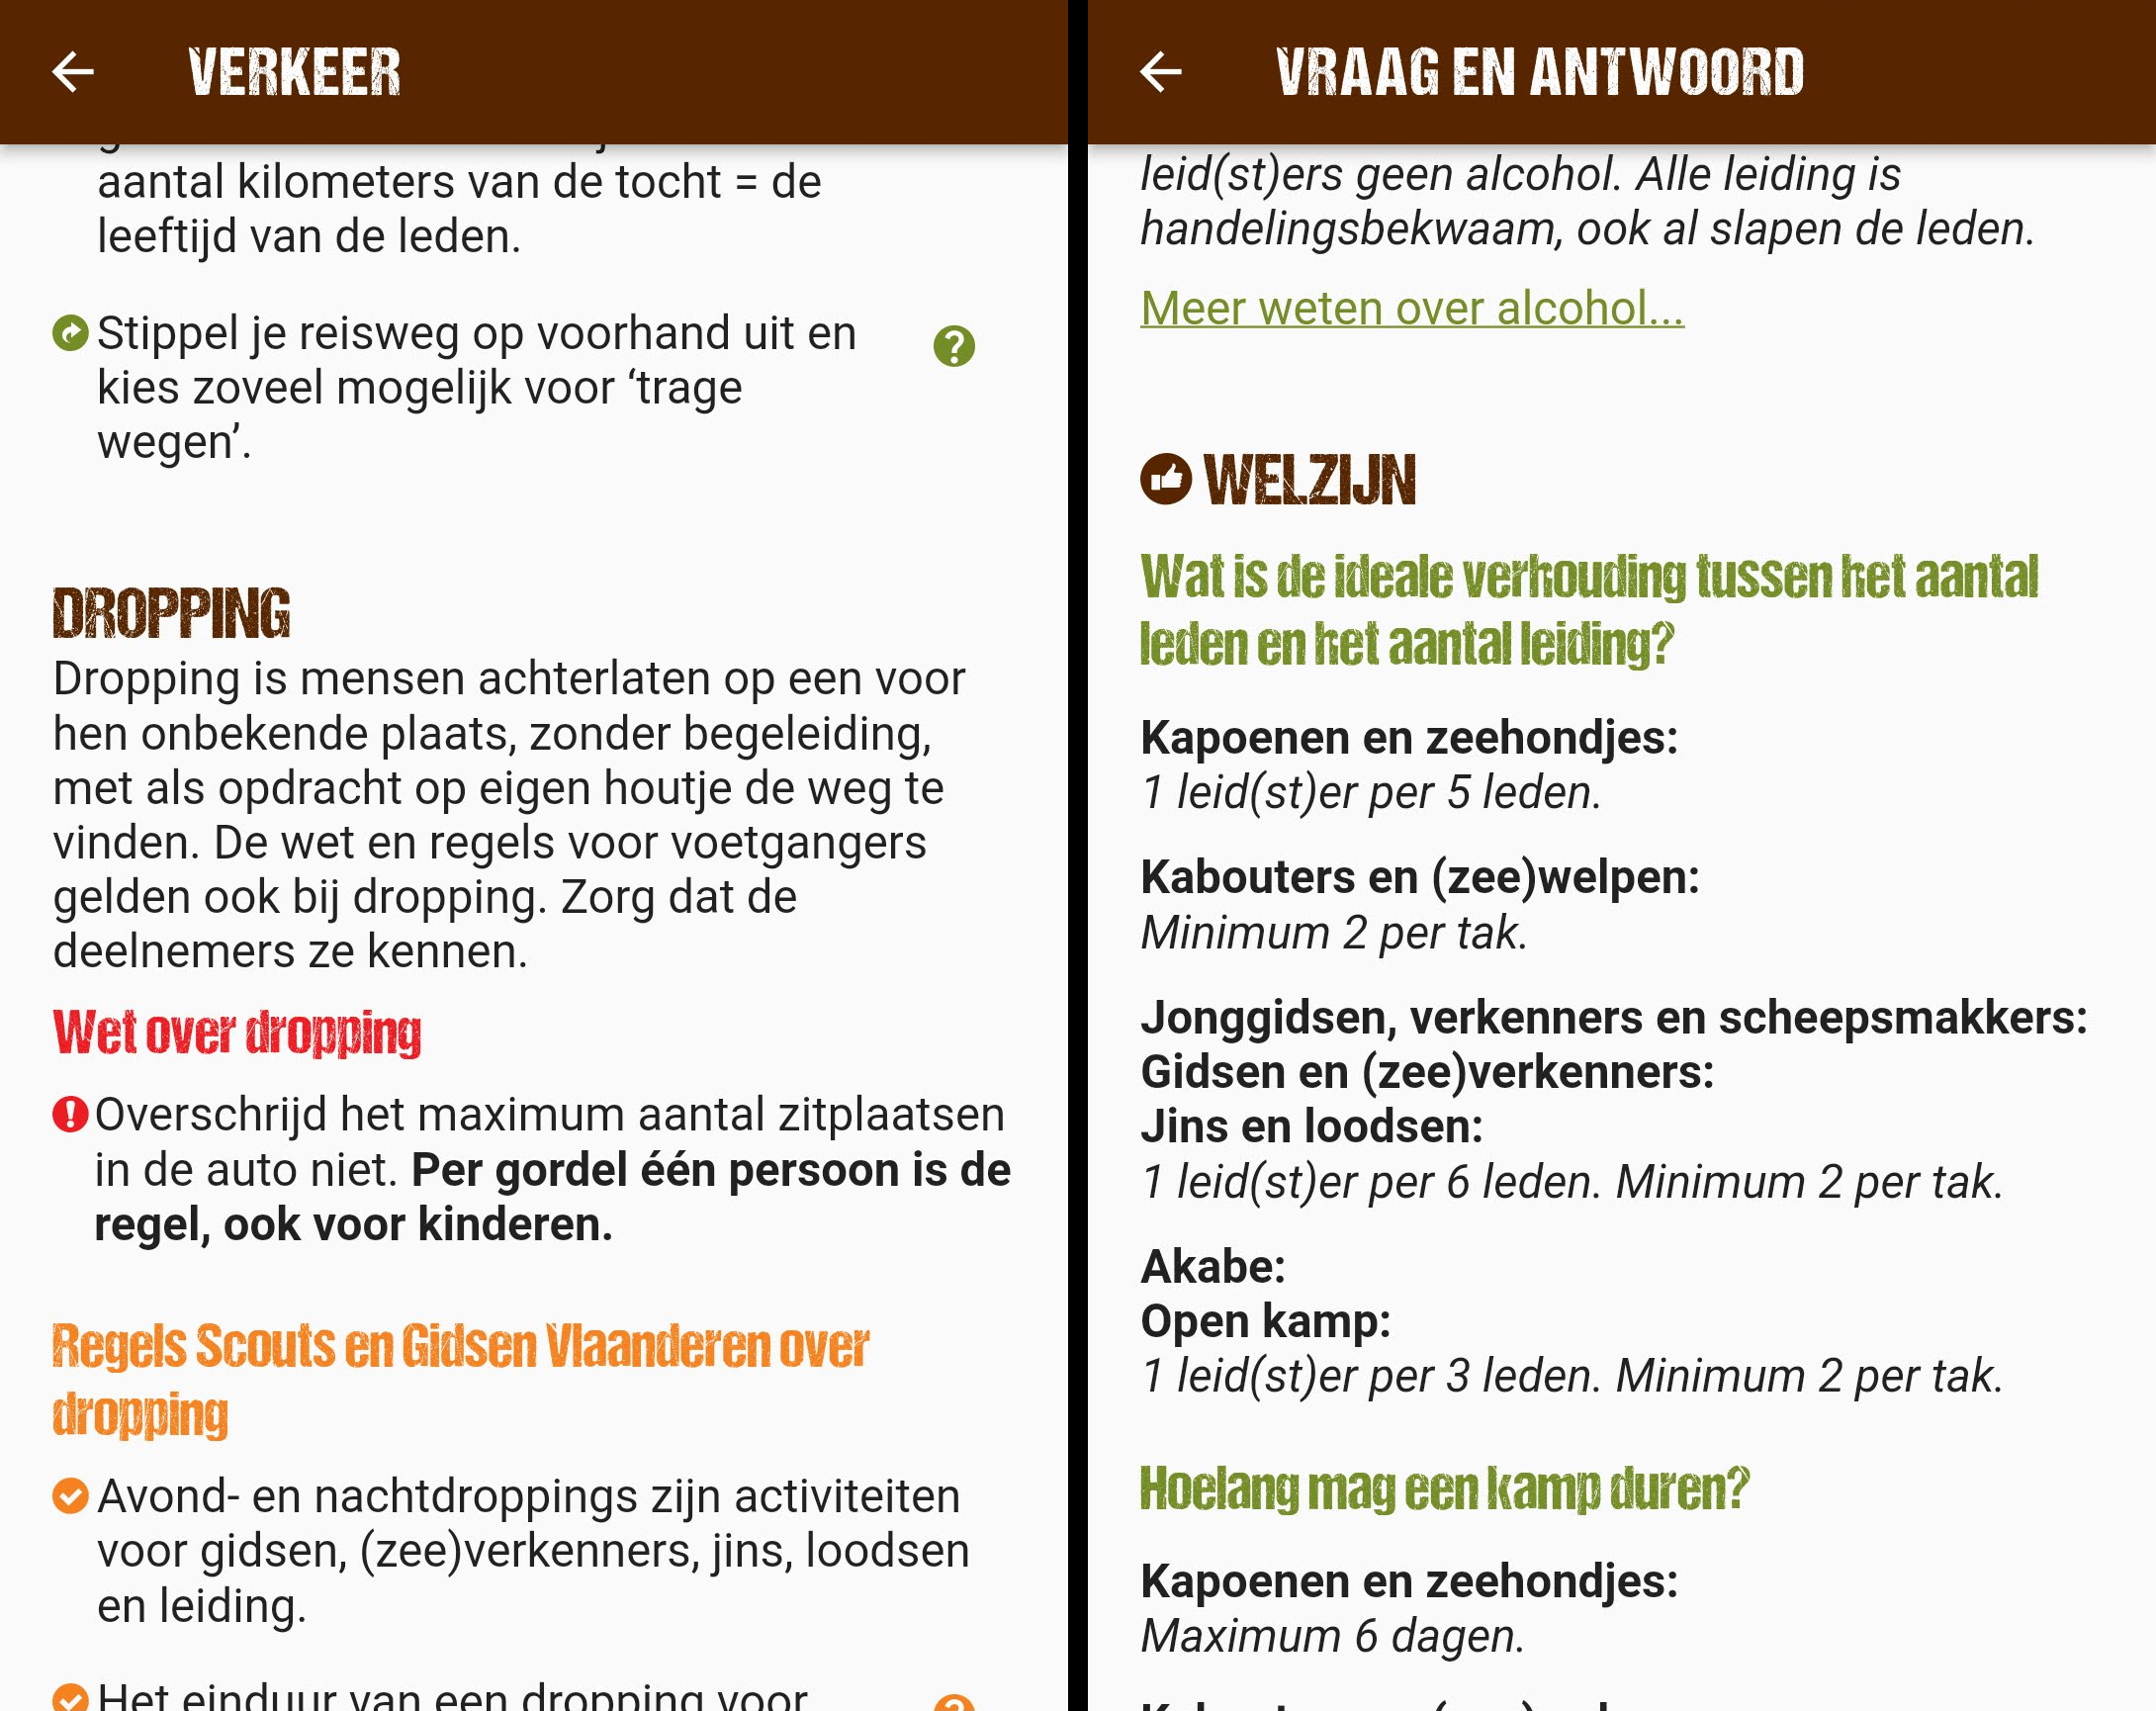 VERKEER
aantal kilometers van de tocht = de
leeftijd van de leden.
Stippel je reisweg op voorhand uit en
kies zoveel mogelijk voor ‘trage
wegen’.
DROPPING
Dropping is mensen achterlaten op een voor
hen onbekende plaats, zonder begeleiding,
met als opdracht op eigen houtje de weg te
vinden. De wet en regels voor voetgangers
gelden ook bij dropping. Zorg dat de
deelnemers ze kennen.
Wet over dropping
Overschrijd het maximum aantal zitplaatsen
in de auto niet. Per gordel één persoon is de
regel, ook voor kinderen.
Regels Scouts en Gidsen Vlaanderen over
dropping
Avond- en nachtdroppings zijn activiteiten
voor gidsen, (zee)verkenners, jins, loodsen
en leiding.
Het einduur van een dropping voor
VRAAG EN ANTWOORD
leid(st)ers geen alcohol. Alle leiding is
handelingsbekwaam, ook al slapen de leden.
Meer weten over alcohol...
WELZIJN
Wat is de ideale verhouding tussen het aantal
leden en het aantal leiding?
Kapoenen en zeehondjes:
1 leid(st)er per 5 leden.
Kabouters en (zee)welpen:
Minimum 2 per tak.
Jonggidsen, verkenners en scheepsmakkers:
Gidsen en (zee)verkenners:
Jins en loodsen:
1 leid(st)er per 6 leden. Minimum 2 per tak.
Akabe:
Open kamp:
1 leid(st)er per 3 leden. Minimum 2 per tak.
Hoelang mag een kamp duren?
Kapoenen en zeehondjes:
Maximum 6 dagen.